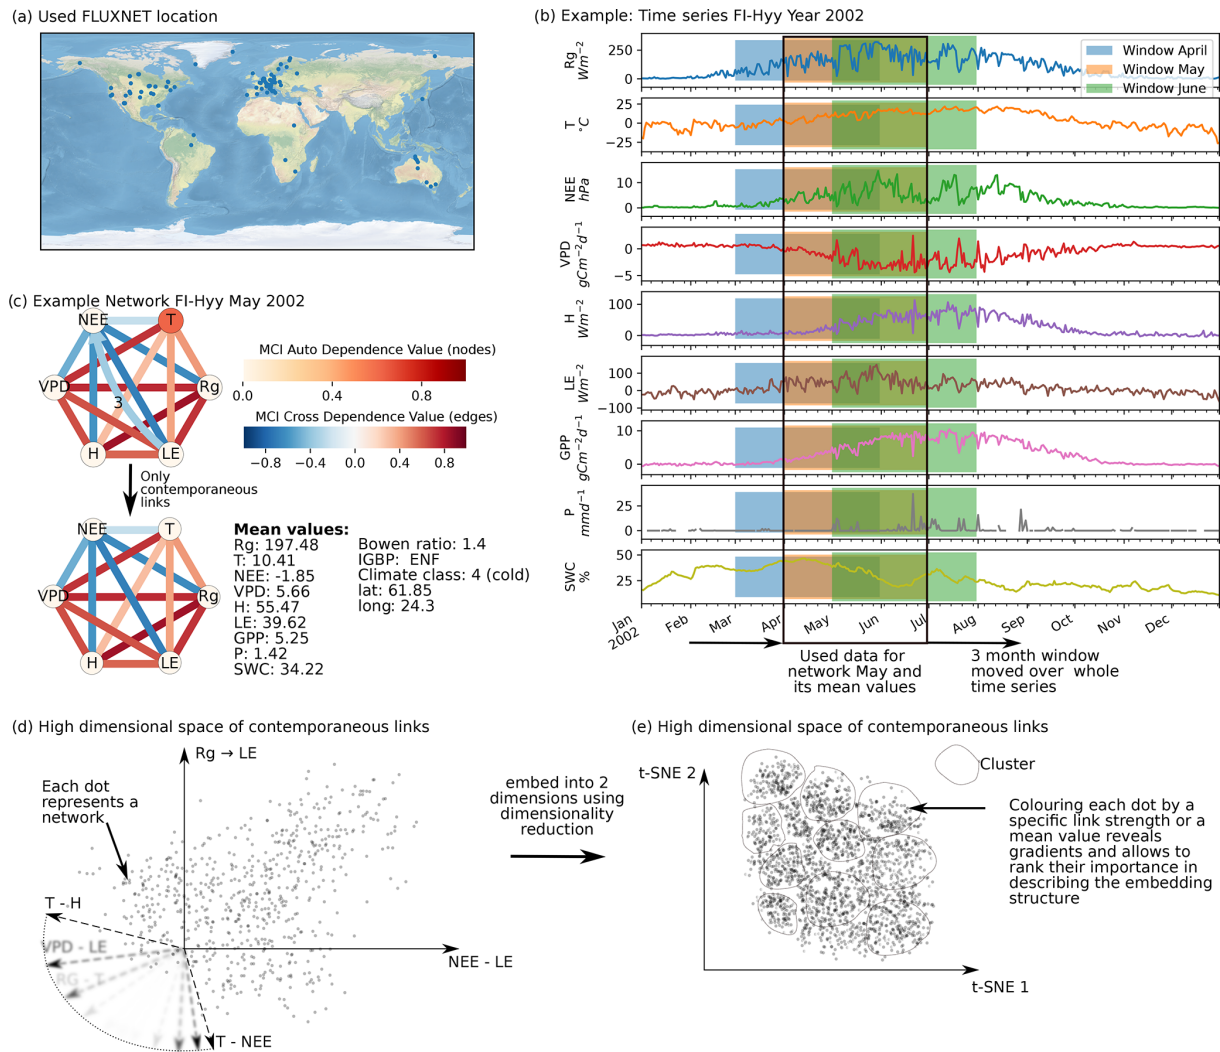 (a) Used FLUXNET location
(b) Example: Time series FI-Hyy Year 2002
Rg
Wm⁻²
250
0
Window April
Window May
Window June
T
°C
25
0
−25
NEE
hPa
10
0
VPD
gCm⁻²d⁻¹
0
−5
H
Wm⁻²
100
0
LE
Wm⁻²
100
0
−100
GPP
gCm⁻²d⁻¹
10
0
P
mmd⁻¹
25
0
SWC
%
50
25
Jan
2002
Feb
Mar
Apr
May
Jun
Jul
Aug
Sep
Oct
Nov
Dec
Used data for
network May and
its mean values
3 month window
moved over whole
time series
(c) Example Network FI-Hyy May 2002
NEE
T
VPD
Rg
3
H
LE
MCI Auto Dependence Value (nodes)
0.0
0.4
0.8
MCI Cross Dependence Value (edges)
−0.8
−0.4
0.0
0.4
0.8
Only
contemporaneous
links
NEE
T
VPD
Rg
H
LE
Mean values:
Rg: 197.48
T: 10.41
NEE: -1.85
VPD: 5.66
H: 55.47
LE: 39.62
GPP: 5.25
P: 1.42
SWC: 34.22
Bowen ratio: 1.4
IGBP: ENF
Climate class: 4 (cold)
lat: 61.85
long: 24.3
(d) High dimensional space of contemporaneous links
Rg → LE
Each dot
represents a
network
T - H
VPD - LE
RG - T
T - NEE
NEE - LE
embed into 2
dimensions using
dimensionality
reduction
(e) High dimensional space of contemporaneous links
t-SNE 2
Cluster
Colouring each dot by a
specific link strength or a
mean value reveals
gradients and allows to
rank their importance in
describing the embedding
structure
t-SNE 1